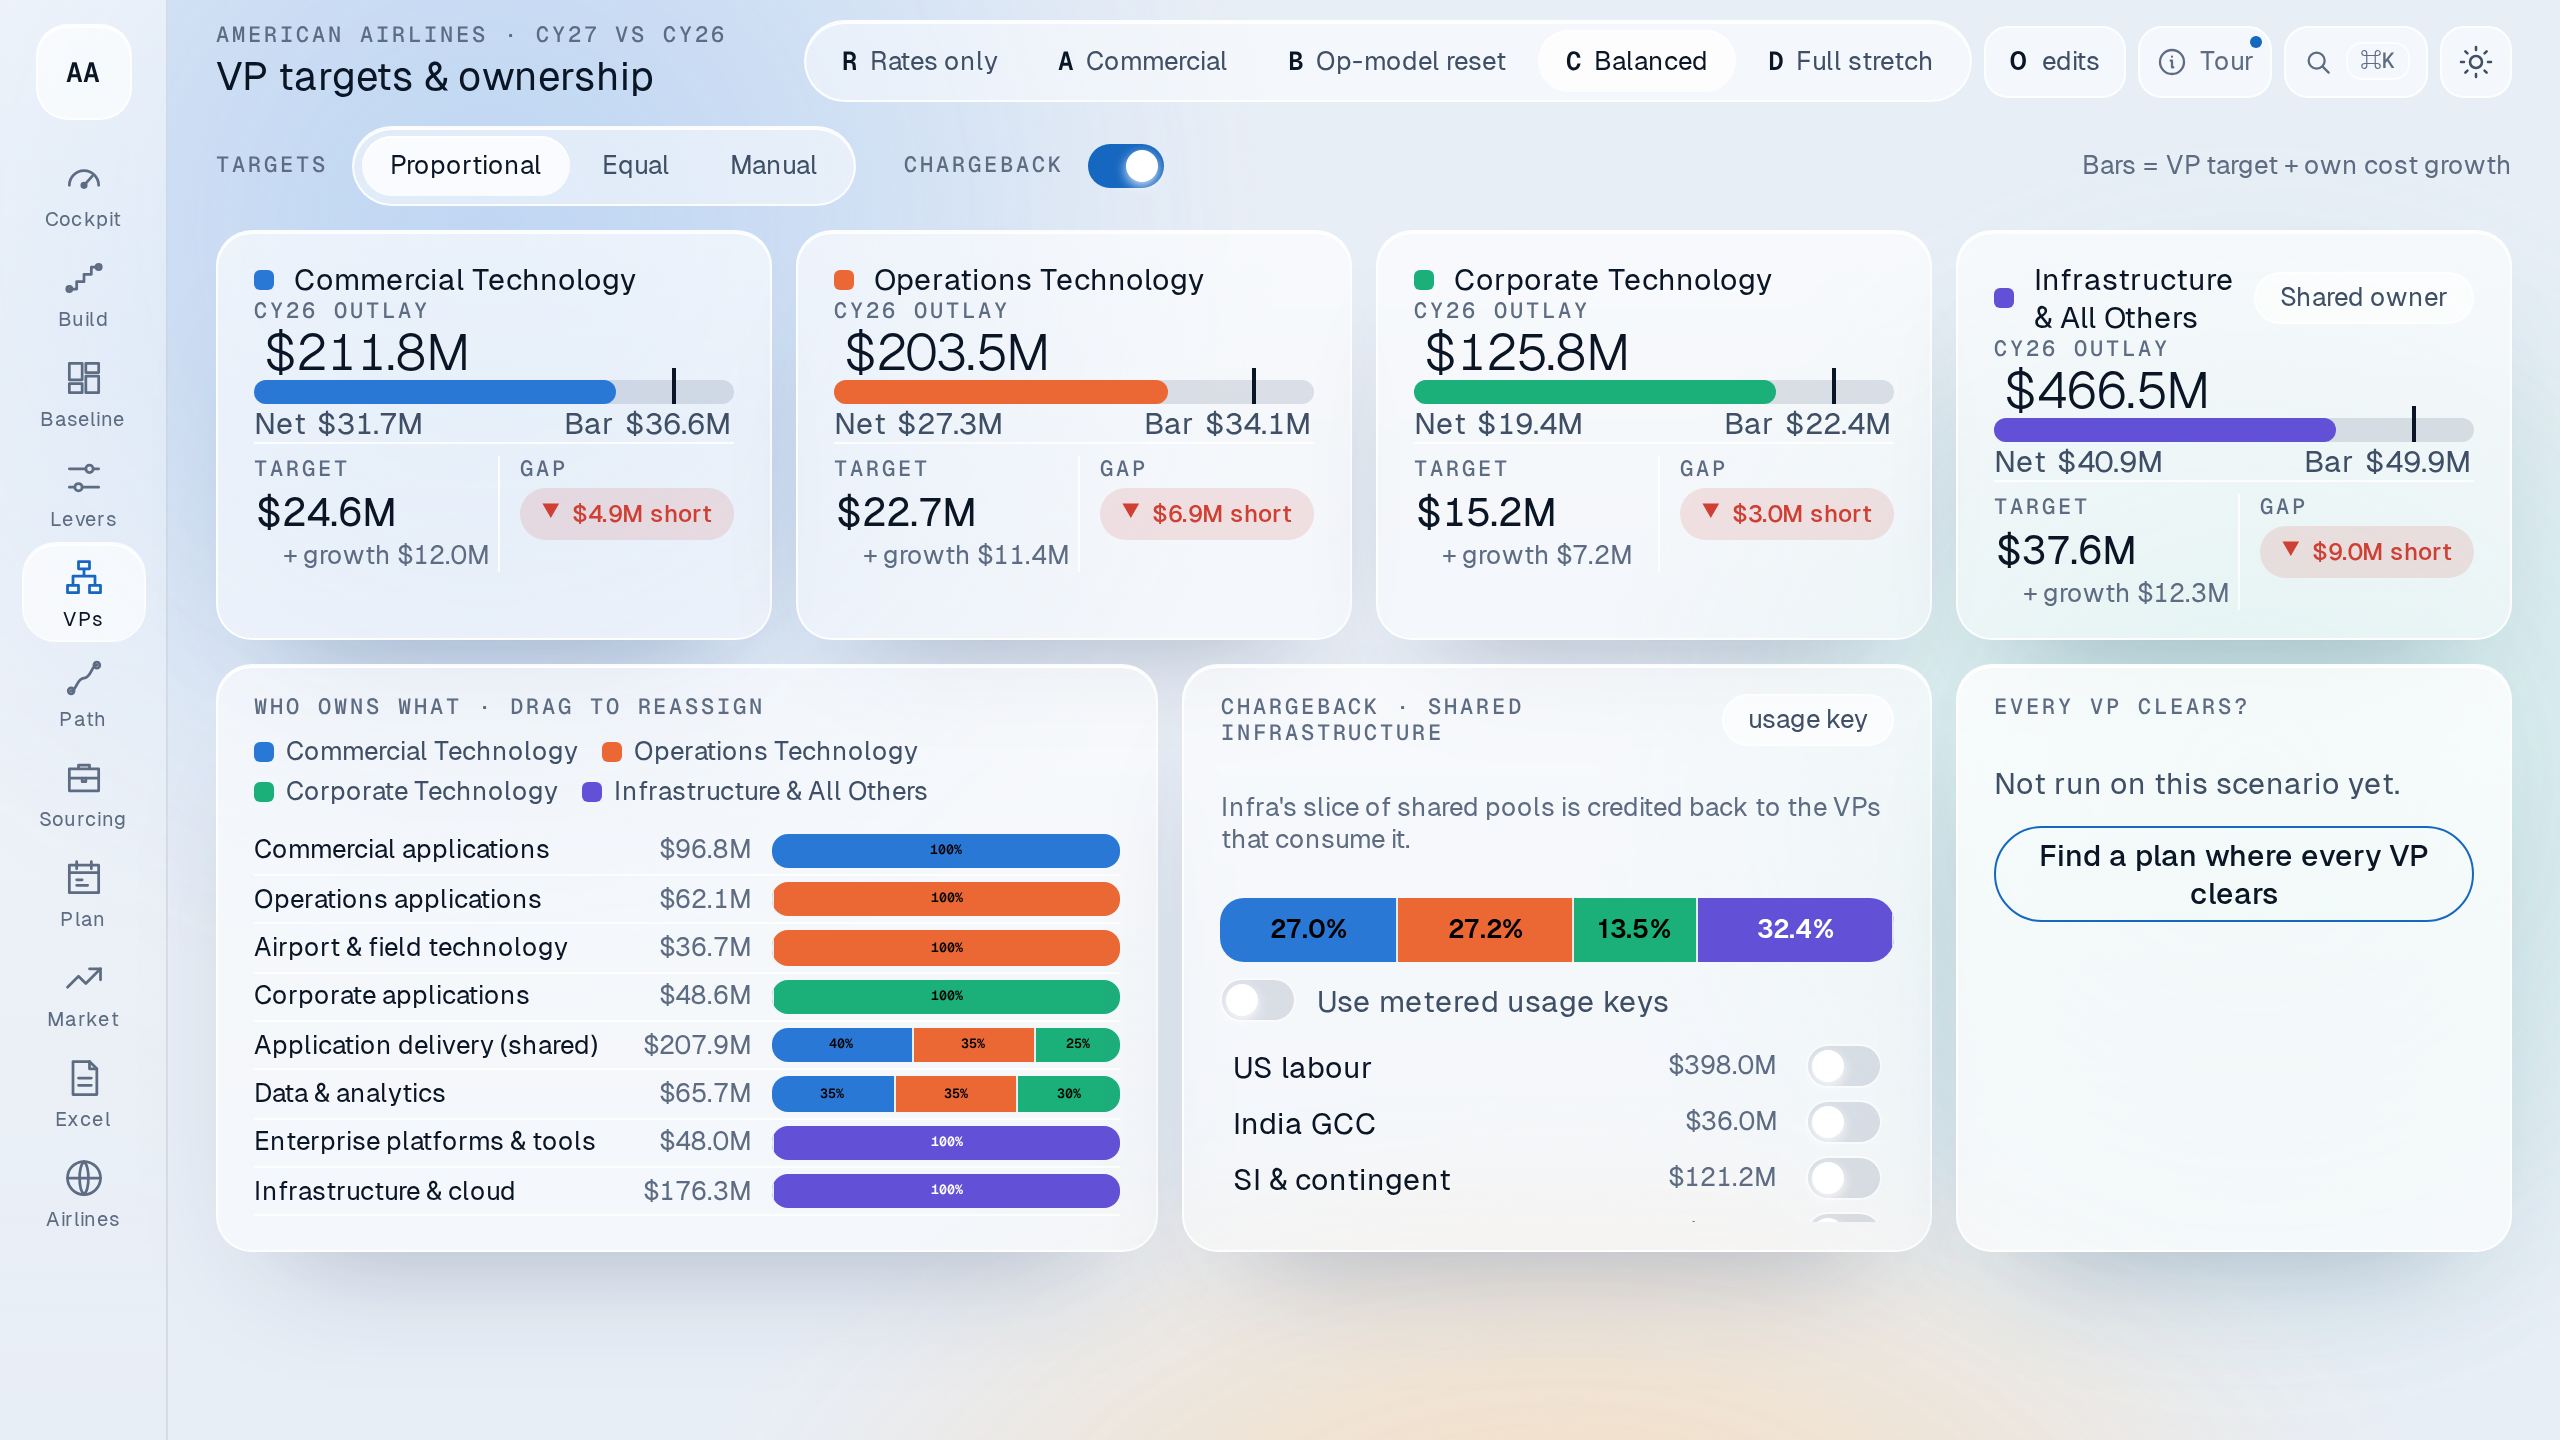 AA
AMERICAN AIRLINES · CY27 VS CY26
VP targets & ownership
R Rates only
A Commercial
B Op-model reset
C Balanced
D Full stretch
0 edits
Tour
⌘K
Cockpit
Build
Baseline
Levers
VPs
Path
Sourcing
Plan
Market
Excel
Airlines
TARGETS
Proportional
Equal
Manual
CHARGEBACK
Bars = VP target + own cost growth
Commercial Technology
CY26 OUTLAY
$211.8M
Net $31.7M
Bar $36.6M
TARGET
$24.6M
+ growth $12.0M
GAP
▼ $4.9M short
Operations Technology
CY26 OUTLAY
$203.5M
Net $27.3M
Bar $34.1M
TARGET
$22.7M
+ growth $11.4M
GAP
▼ $6.9M short
Corporate Technology
CY26 OUTLAY
$125.8M
Net $19.4M
Bar $22.4M
TARGET
$15.2M
+ growth $7.2M
GAP
▼ $3.0M short
Infrastructure
& All Others
Shared owner
CY26 OUTLAY
$466.5M
Net $40.9M
Bar $49.9M
TARGET
$37.6M
+ growth $12.3M
GAP
▼ $9.0M short
WHO OWNS WHAT · DRAG TO REASSIGN
Commercial Technology
Operations Technology
Corporate Technology
Infrastructure & All Others
Commercial applications $96.8M 100%
Operations applications $62.1M 100%
Airport & field technology $36.7M 100%
Corporate applications $48.6M 100%
Application delivery (shared) $207.9M 40% 35% 25%
Data & analytics $65.7M 35% 35% 30%
Enterprise platforms & tools $48.0M 100%
Infrastructure & cloud $176.3M 100%
CHARGEBACK · SHARED
INFRASTRUCTURE
usage key
Infra's slice of shared pools is credited back to the VPs
that consume it.
27.0% 27.2% 13.5% 32.4%
Use metered usage keys
US labour $398.0M
India GCC $36.0M
SI & contingent $121.2M
EVERY VP CLEARS?
Not run on this scenario yet.
Find a plan where every VP
clears